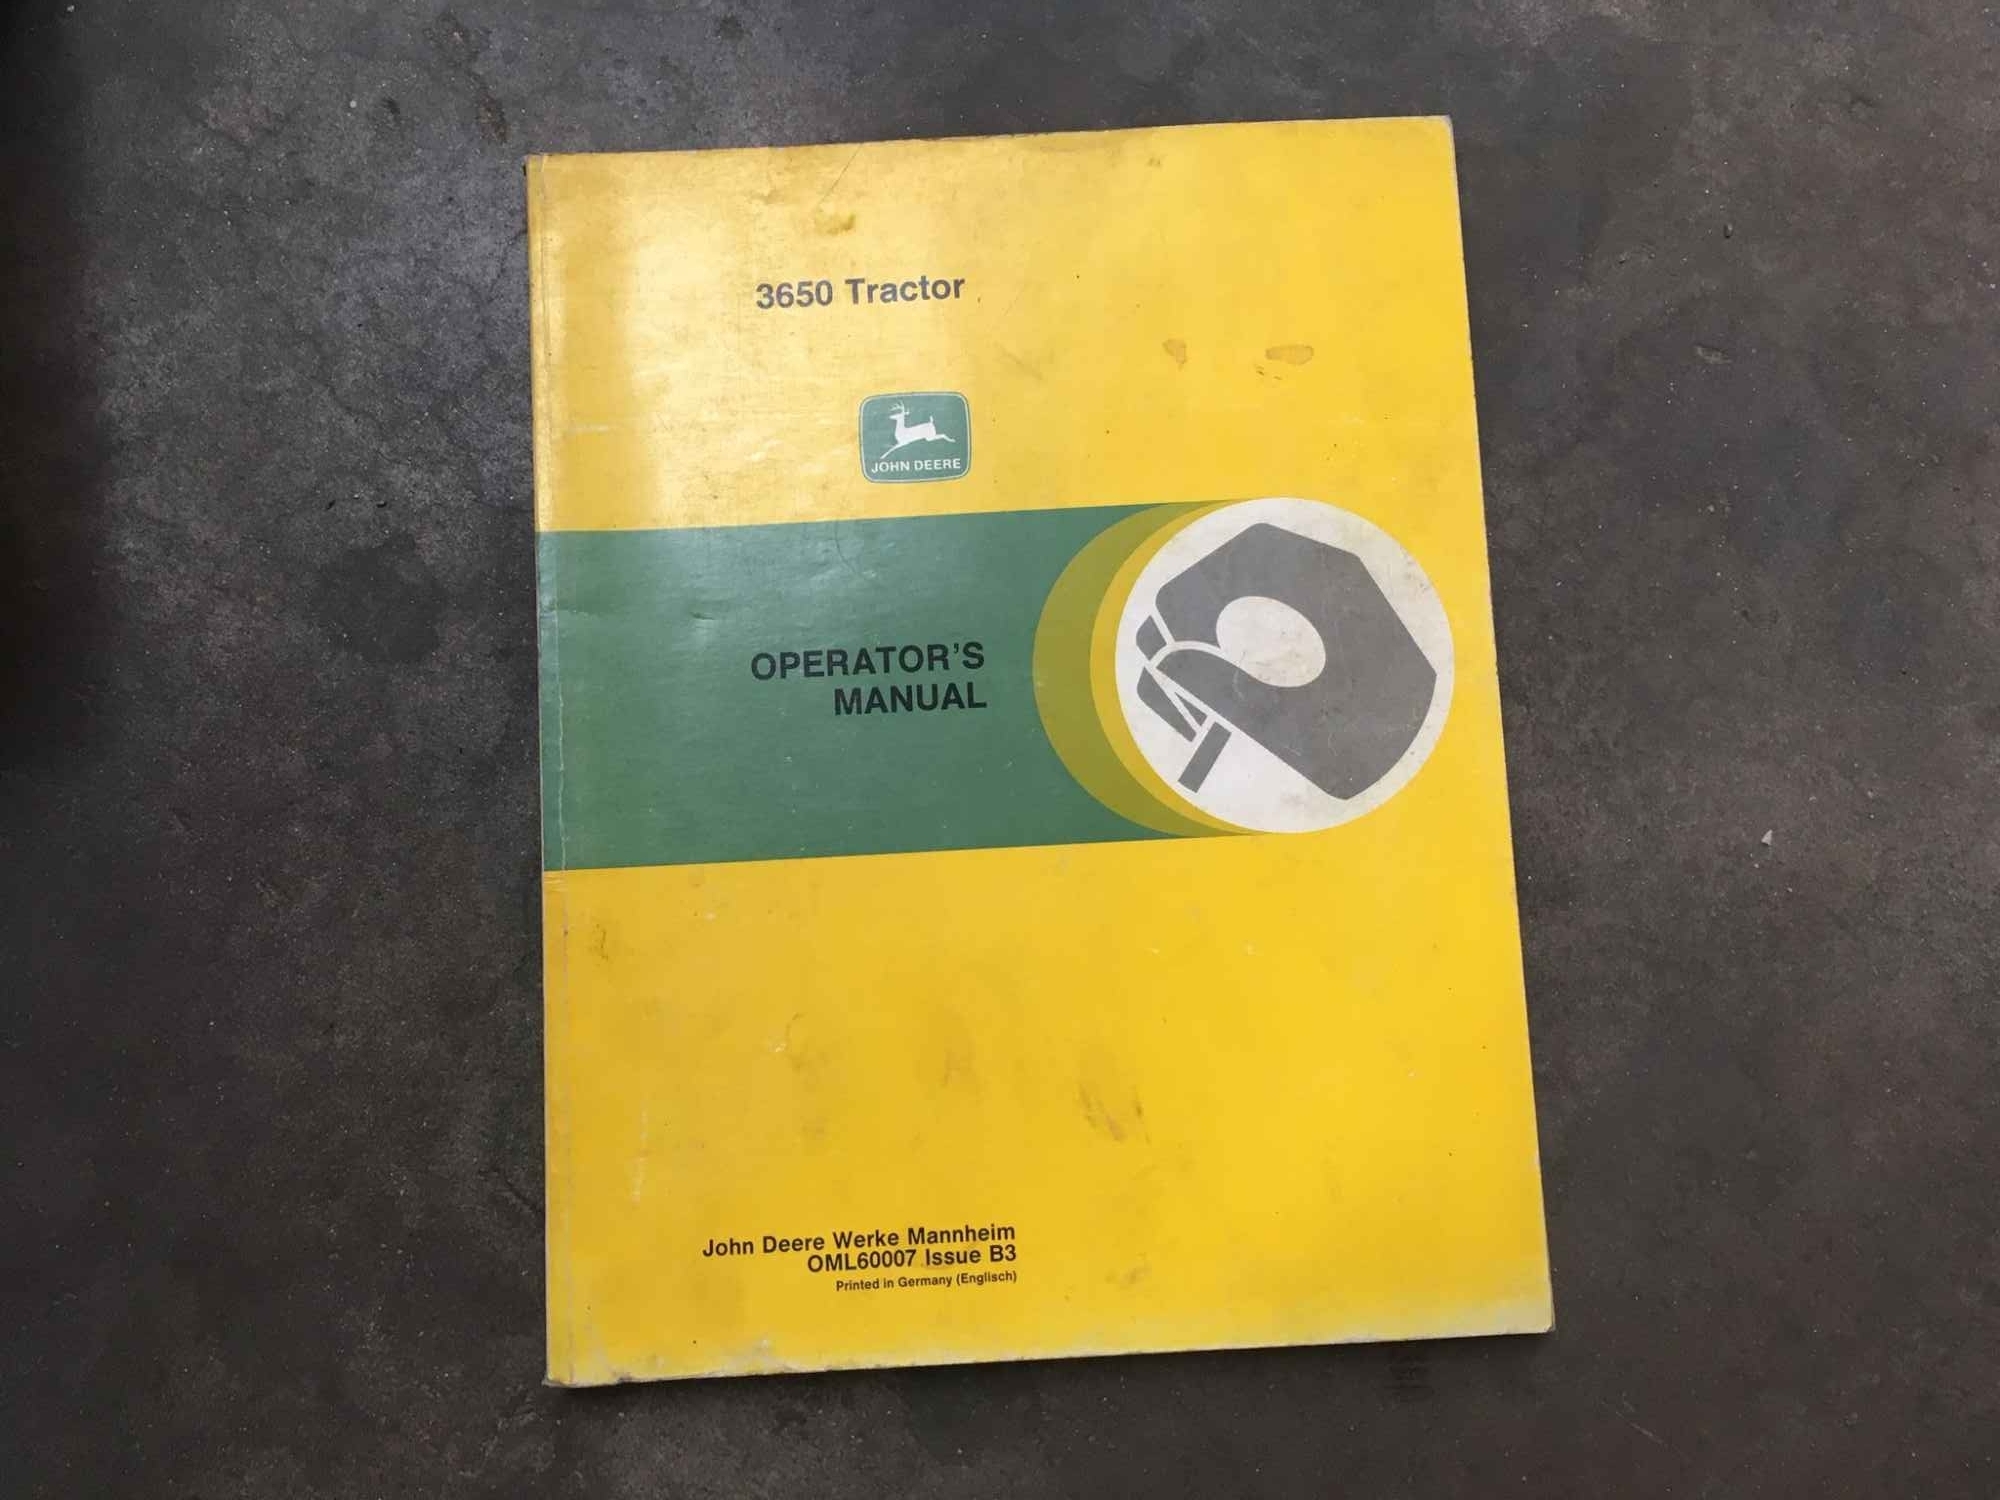 3650 Tractor
JOHN DEERE
OPERATOR'S
MANUAL
John Deere Werke Mannheim
OML60007 Issue B3
Printed in Germany (Englisch)